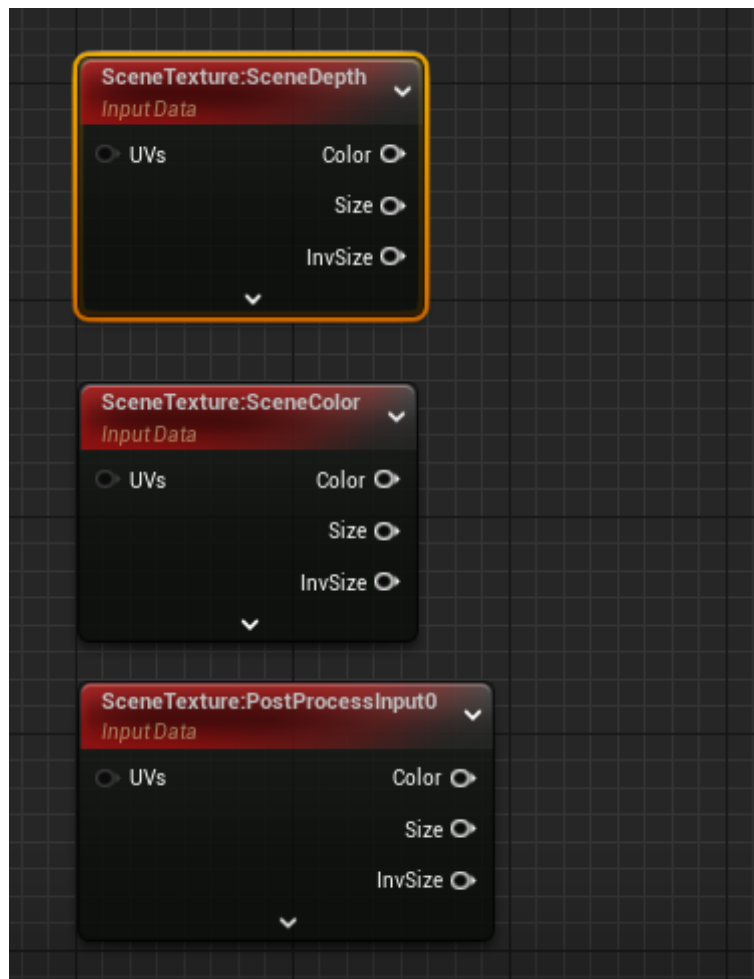 SceneTexture:SceneDepth
Input Data
UVs Color
Size
InvSize
SceneTexture:SceneColor
Input Data
UVs Color
Size
InvSize
SceneTexture:PostProcessInput0
Input Data
UVs Color
Size
InvSize